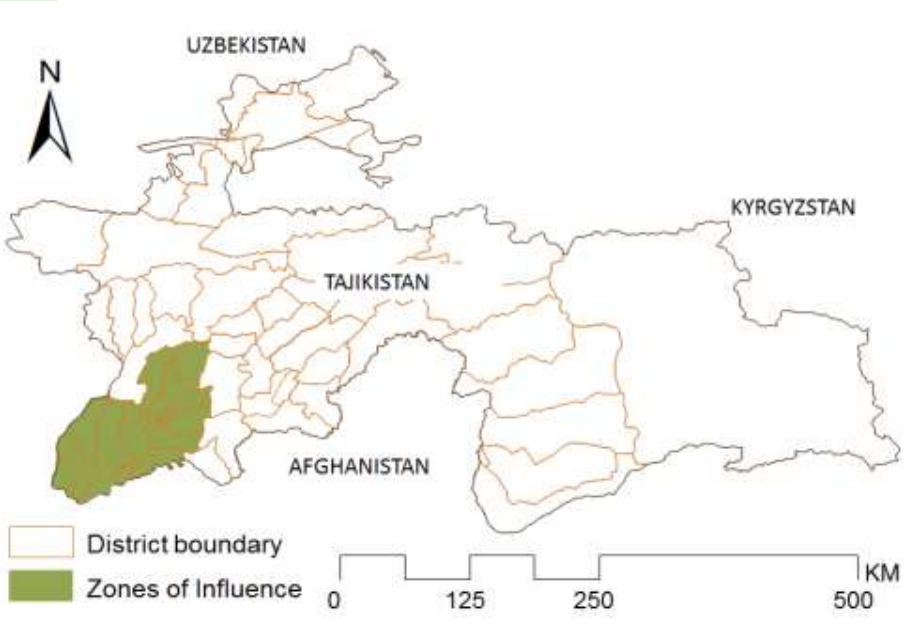 UZBEKISTAN
N
KYRGYZSTAN
TAJIKISTAN
AFGHANISTAN
District boundary
Zones of Influence
KM
0 125 250 500